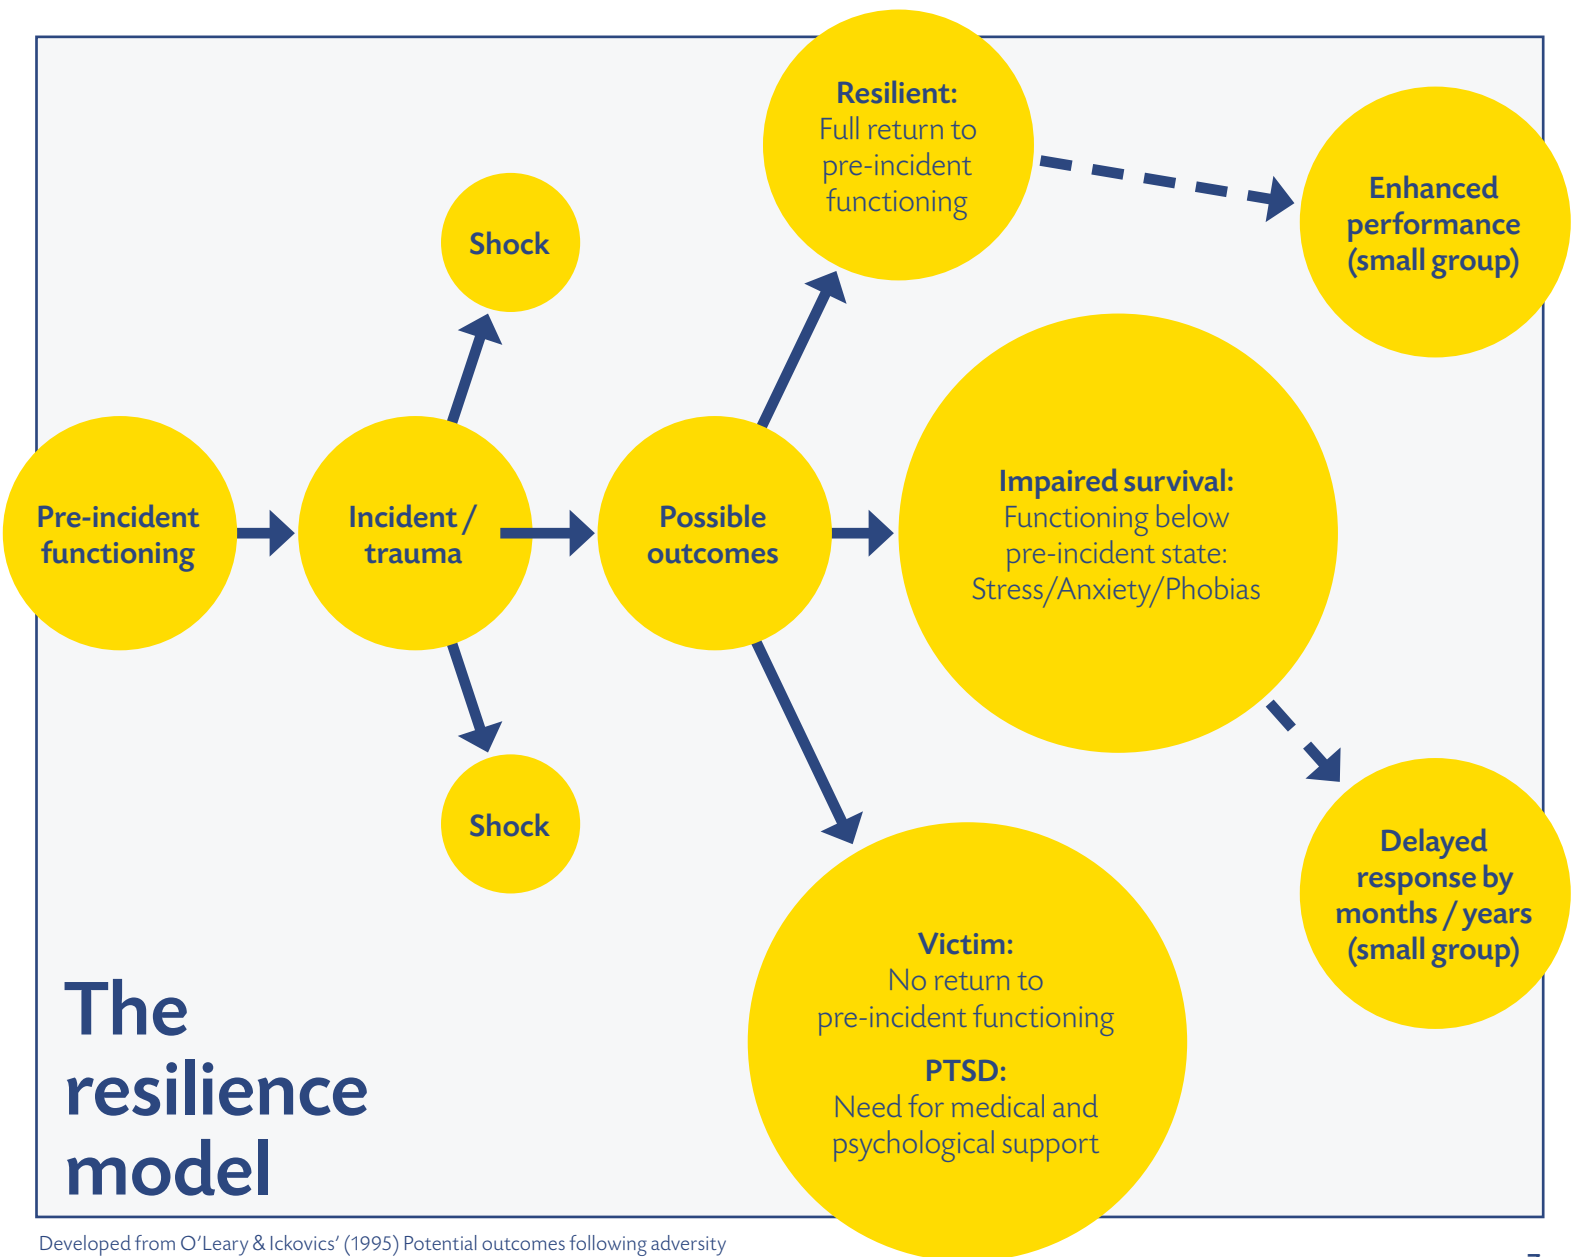 Resilient:
Full return to
pre-incident
functioning
Enhanced
performance
(small group)
Shock
Pre-incident
functioning
Incident /
trauma
Possible
outcomes
Impaired survival:
Functioning below
pre-incident state:
Stress/Anxiety/Phobias
Shock
Delayed
response by
months / years
(small group)
Victim:
No return to
pre-incident functioning
PTSD:
Need for medical and
psychological support
The
resilience
model
Developed from O'Leary & Ickovics' (1995) Potential outcomes following adversity